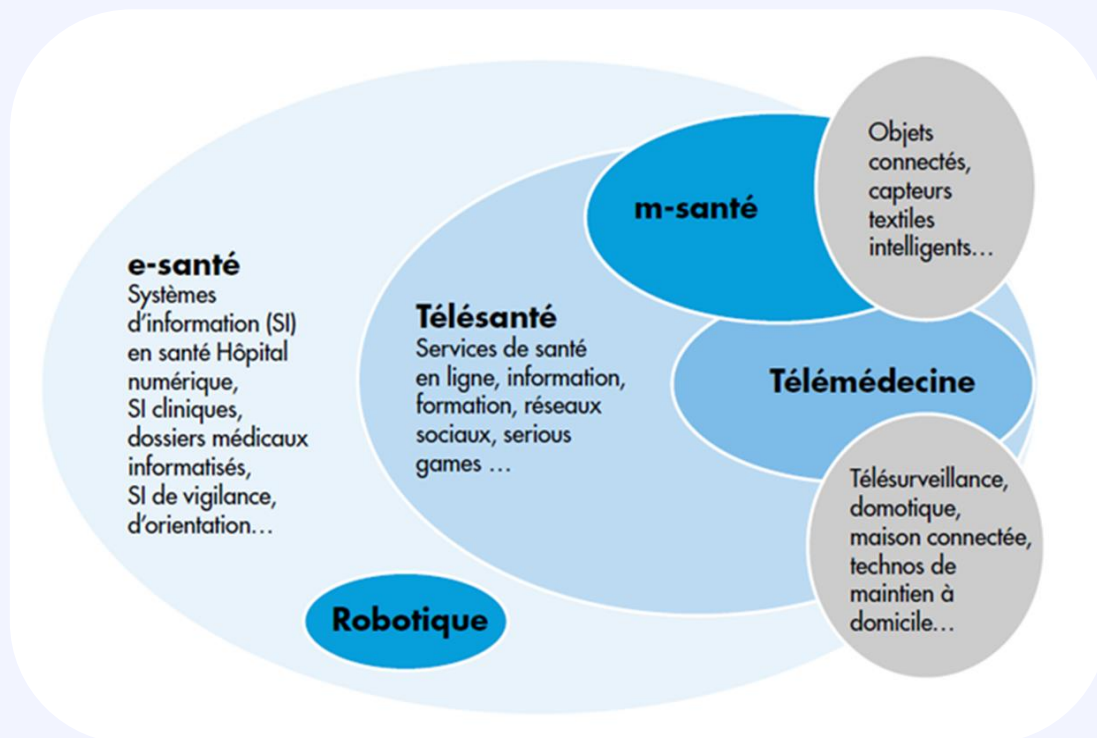 e-santé
Systèmes
d'information (SI)
en santé Hôpital
numérique,
SI cliniques,
dossiers médicaux
informatisés,
SI de vigilance,
d'orientation...
Télésanté
Services de santé
en ligne, information,
formation, réseaux
sociaux, serious
games ...
m-santé
Objets
connectés,
capteurs
textiles
intelligents...
Télémédecine
Télésurveillance,
domotique,
maison connectée,
technos de
maintien à
domicile...
Robotique